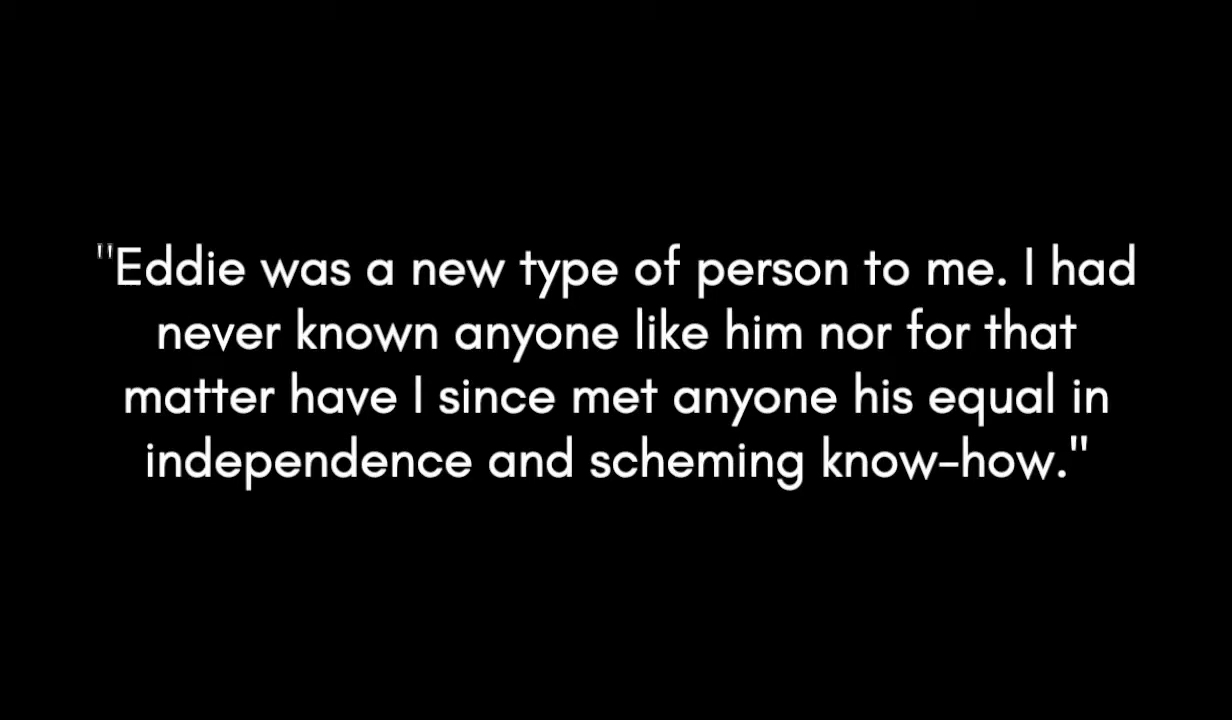 "Eddie was a new type of person to me. I had
never known anyone like him nor for that
matter have I since met anyone his equal in
independence and scheming know-how."